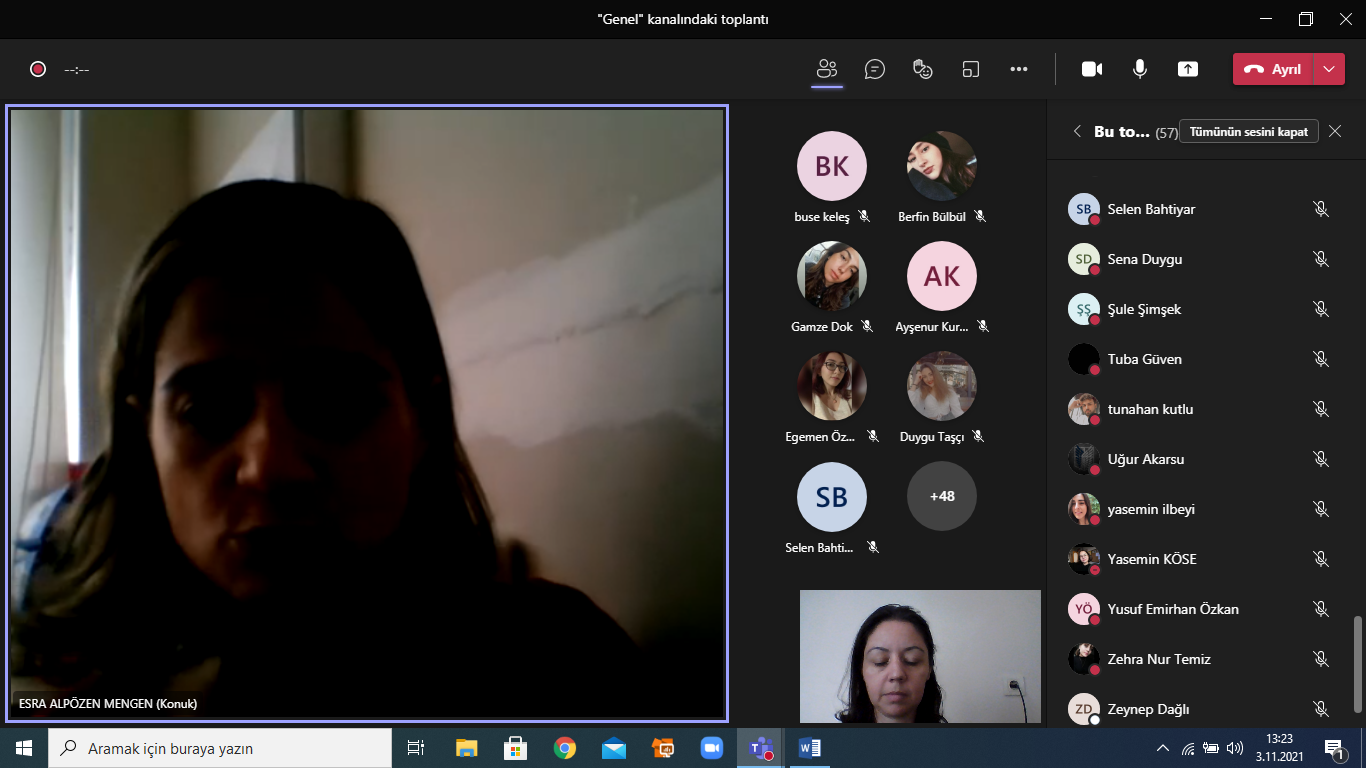 "Genel" kanalındaki toplantı
--:--
Ayrıl
Bu to... (57) Tümünün sesini kapat
BK
buse keleş
Berfin Bülbül
Gamze Dok
AK
Ayşenur Kur...
Egemen Öz...
Duygu Taşçı
SB
Selen Bahti...
+48
SB Selen Bahtiyar
SD Sena Duygu
ŞŞ Şule Şimşek
Tuba Güven
tunahan kutlu
Uğur Akarsu
yasemin ilbeyi
Yasemin KÖSE
YÖ Yusuf Emirhan Özkan
Zehra Nur Temiz
ZD Zeynep Dağlı
ESRA ALPÖZEN MENGEN (Konuk)
Aramak için buraya yazın
13:23
3.11.2021
1